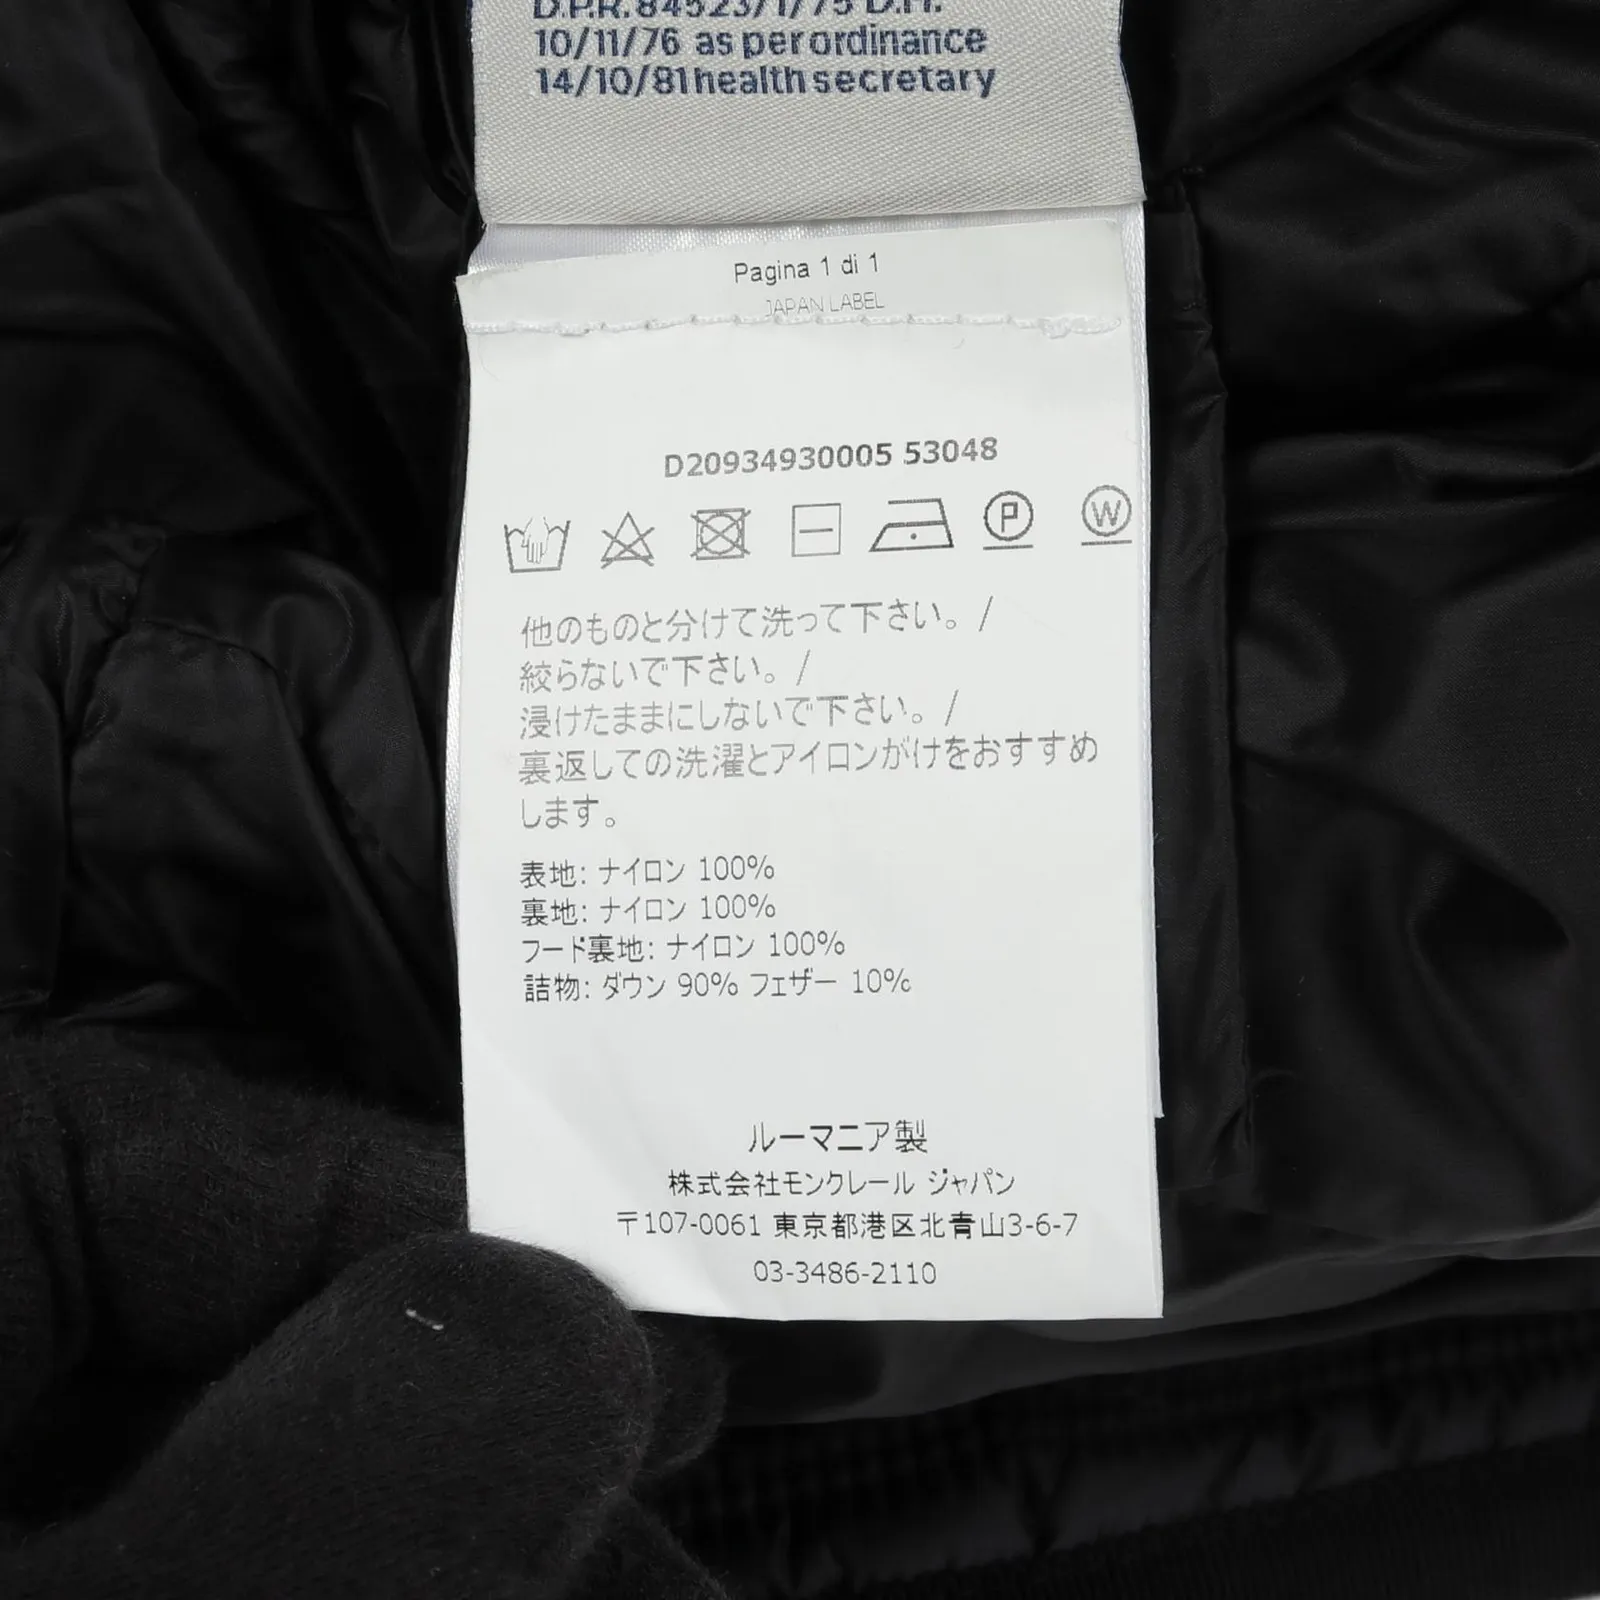 D.P.R. 84523/1/75 D.M.
10/11/76 as per ordinance
14/10/81 health secretary
Pagina 1 di 1
JAPAN LABEL
D20934930005 53048
P W
他のものと分けて洗って下さい。/
絞らないで下さい。/
浸けたままにしないで下さい。/
裏返しての洗濯とアイロンがけをおすすめ
します。
表地: ナイロン 100%
裏地: ナイロン 100%
フード裏地: ナイロン 100%
詰物: ダウン 90% フェザー 10%
ルーマニア製
株式会社モンクレール ジャパン
〒107-0061 東京都港区北青山3-6-7
03-3486-2110